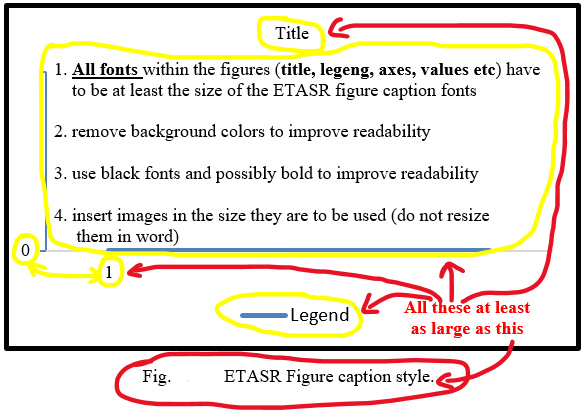 Title
1. All fonts within the figures (title, legeng, axes, values etc) have
to be at least the size of the ETASR figure caption fonts
2. remove background colors to improve readability
3. use black fonts and possibly bold to improve readability
4. insert images in the size they are to be used (do not resize
them in word)
0
1
Legend
All these at least
as large as this
Fig. ETASR Figure caption style.